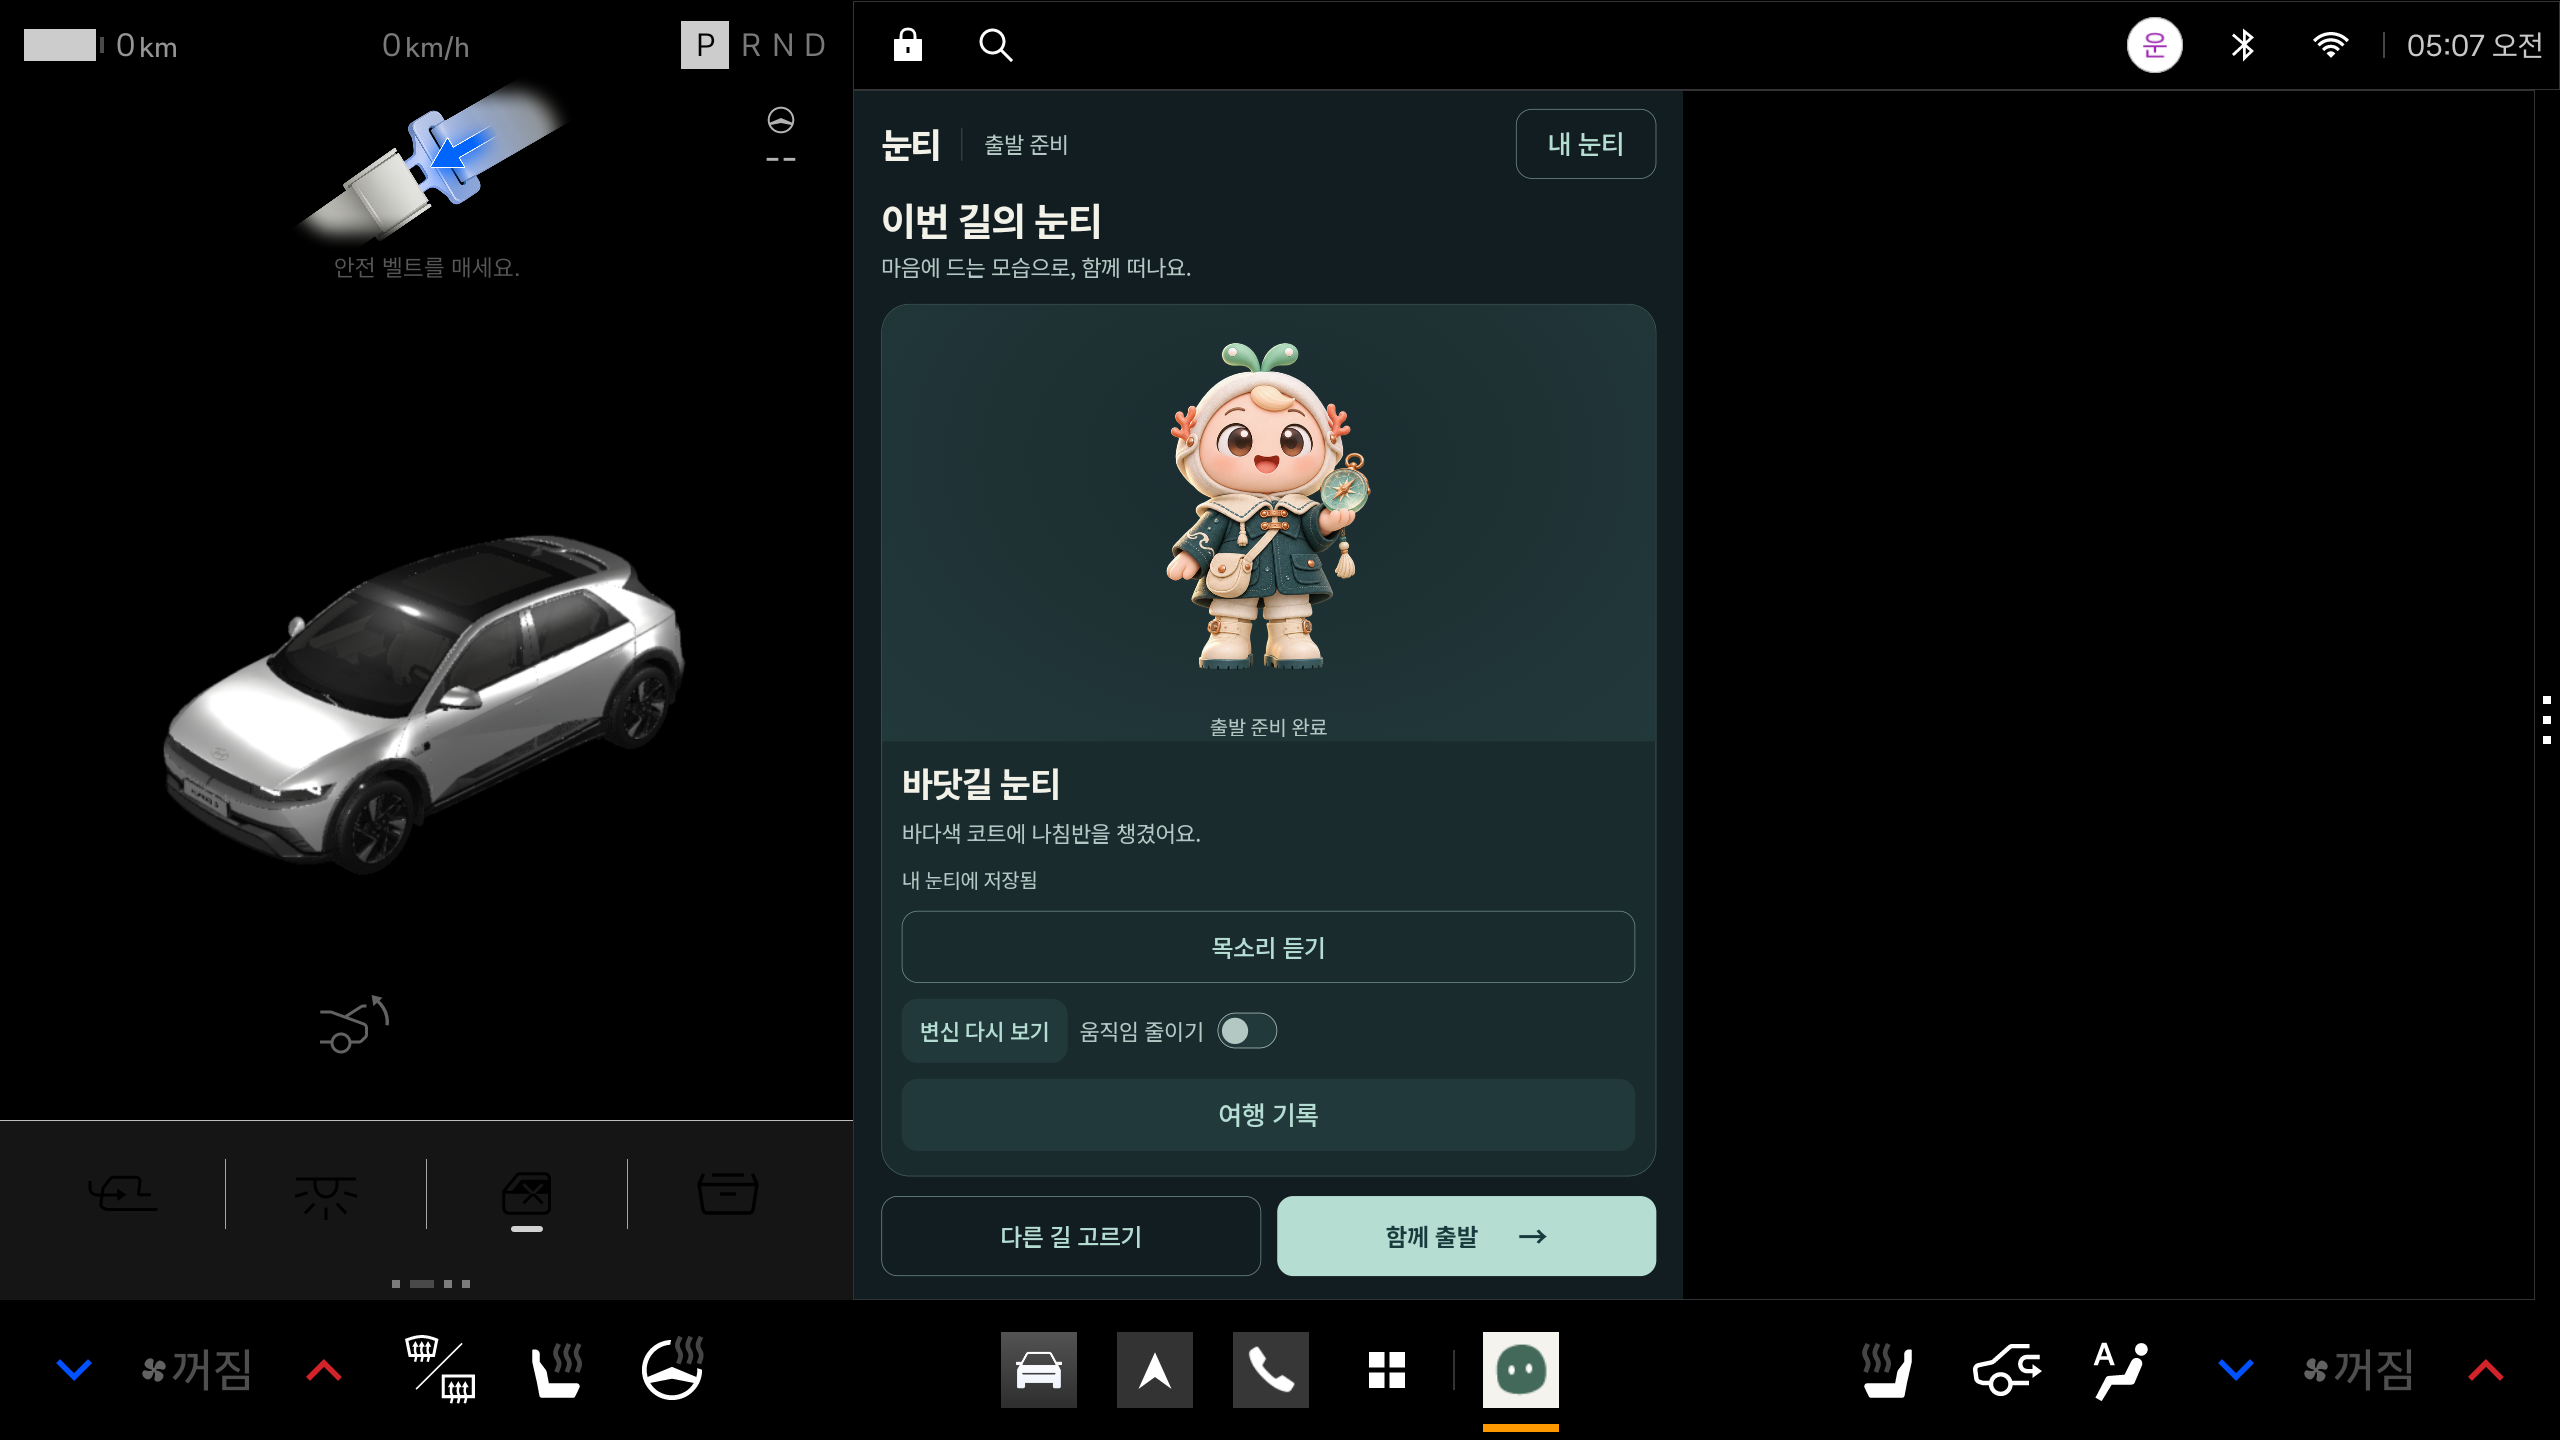 0 km
0 km/h
P R N D
운
05:07 오전
안전 벨트를 매세요.
눈티
출발 준비
내 눈티
이번 길의 눈티
마음에 드는 모습으로, 함께 떠나요.
출발 준비 완료
바닷길 눈티
바다색 코트에 나침반을 챙겼어요.
내 눈티에 저장됨
목소리 듣기
변신 다시 보기
움직임 줄이기
여행 기록
다른 길 고르기
함께 출발 →
꺼짐
A
꺼짐